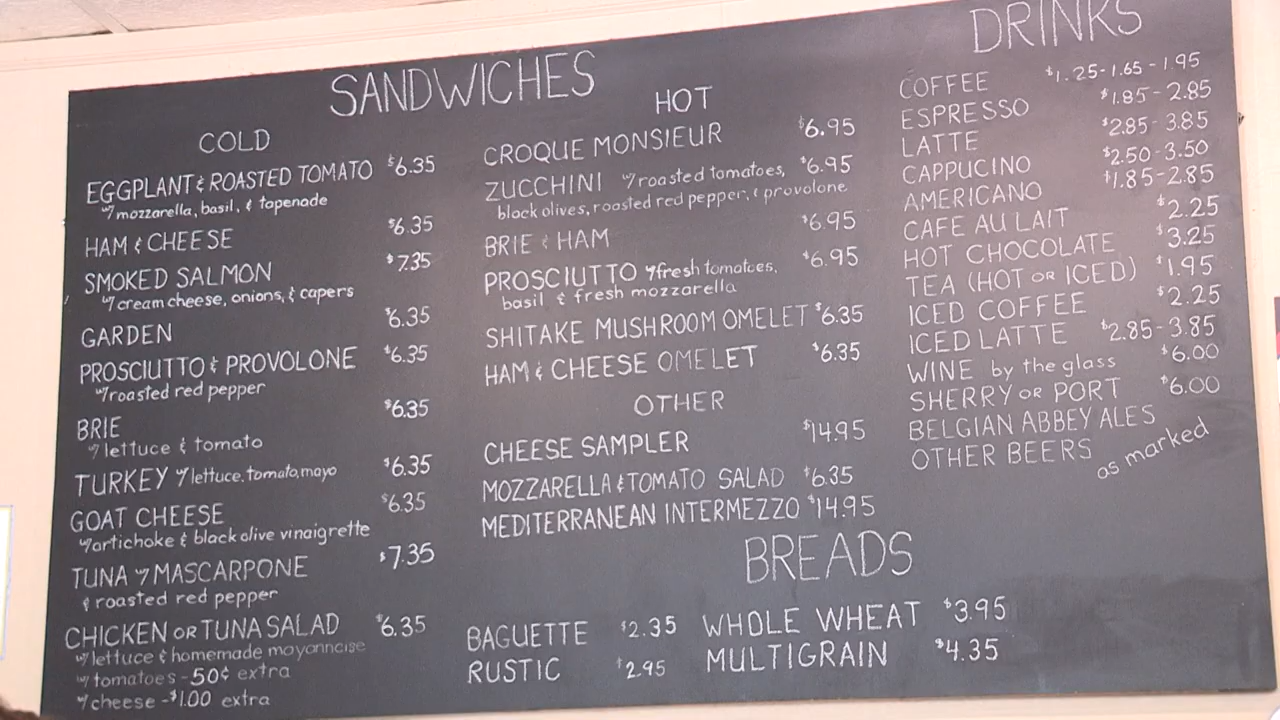 SANDWICHES
COLD
EGGPLANT & ROASTED TOMATO $6.35
w/ mozzarella, basil, & tapenade
HAM & CHEESE $6.35
SMOKED SALMON $7.35
w/ cream cheese, onions, & capers
GARDEN $6.35
PROSCIUTTO & PROVOLONE $6.35
w/ roasted red pepper
BRIE $6.35
w/ lettuce & tomato
TURKEY w/ lettuce, tomato, mayo $6.35
GOAT CHEESE $6.35
w/ artichoke & black olive vinaigrette
TUNA w/ MASCARPONE $7.35
& roasted red pepper
CHICKEN OR TUNA SALAD $6.35
w/ lettuce & homemade mayonnaise
w/ tomatoes - 50¢ extra
w/ cheese - $1.00 extra
HOT
CROQUE MONSIEUR $6.95
ZUCCHINI w/ roasted tomatoes, $6.95
black olives, roasted red pepper, & provolone
BRIE & HAM $6.95
PROSCIUTTO w/ fresh tomatoes, $6.95
basil & fresh mozzarella
SHITAKE MUSHROOM OMELET $6.35
HAM & CHEESE OMELET $6.35
OTHER
CHEESE SAMPLER $14.95
MOZZARELLA & TOMATO SALAD $6.35
MEDITERRANEAN INTERMEZZO $14.95
BREADS
BAGUETTE $2.35 WHOLE WHEAT $3.95
RUSTIC $2.95 MULTIGRAIN $4.35
DRINKS
COFFEE $1.25-1.65-1.95
ESPRESSO $1.85-2.85
LATTE $2.85-3.85
CAPPUCINO $2.50-3.50
AMERICANO $1.85-2.85
CAFE AU LAIT $2.25
HOT CHOCOLATE $3.25
TEA (HOT OR ICED) $1.95
ICED COFFEE $2.25
ICED LATTE $2.85-3.85
WINE by the glass $6.00
SHERRY OR PORT $6.00
BELGIAN ABBEY ALES
OTHER BEERS as marked